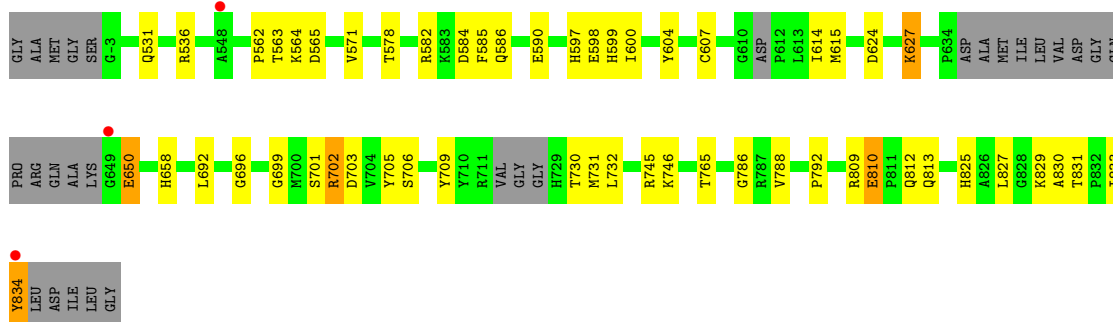 GLY ALA MET GLY SER G-3 Q531 R536 A548 P562 T563 K564 D565 V571 T578 R582 K583 D584 F585 Q586 E590 H597 E598 H599 I600 Y604 C607 G610 ASP P612 L613 I614 M615 D624 K627 P634 ASP ALA MET ILE LEU VAL ASP GLY GLN
PRO ARG GLN ALA LYS G649 E650 H658 L692 G696 G699 M700 S701 R702 D703 V704 Y705 S706 Y709 Y710 R711 VAL GLY GLY H729 T730 M731 L732 R745 K746 T765 G786 R787 V788 P792 R809 E810 P811 Q812 Q813 H825 A826 L827 G828 K829 A830 T831 P832
Y834 LEU ASP ILE LEU GLY